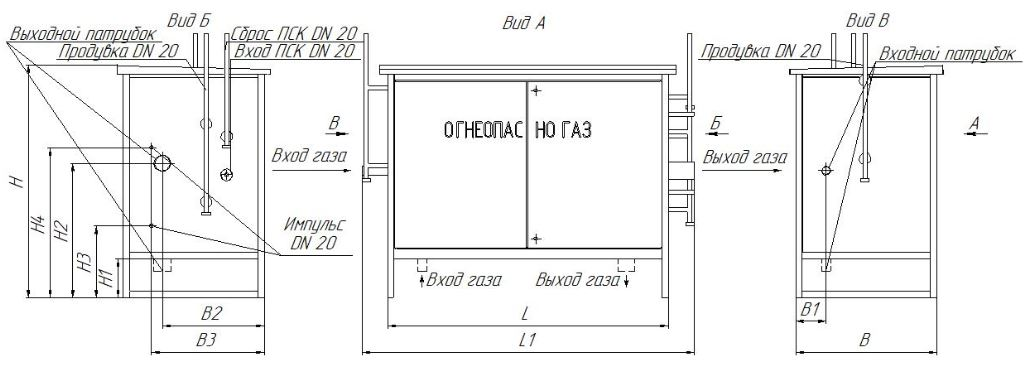 Вид Б
Выходной патрубок
Продувка DN 20
Сброс ПСК DN 20
Вход ПСК DN 20
Импульс
DN 20
H
H4
H2
H3
H1
B2
B3
Вид А
В
Вход газа
ОГНЕОПАС НО ГАЗ
Б
Выход газа
Вход газа
Выход газа
L
L1
Вид В
Продувка DN 20
Входной патрубок
А
B1
B